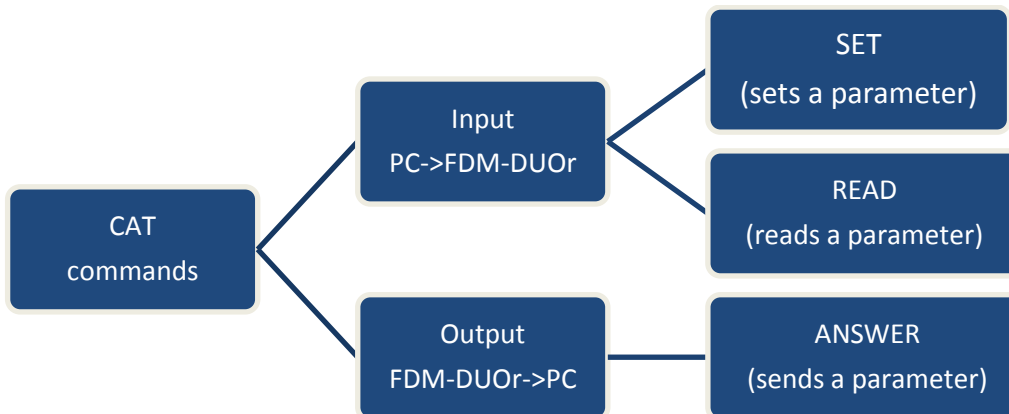 CAT
commands
Input
PC->FDM-DUOr
SET
(sets a parameter)
READ
(reads a parameter)
Output
FDM-DUOr->PC
ANSWER
(sends a parameter)